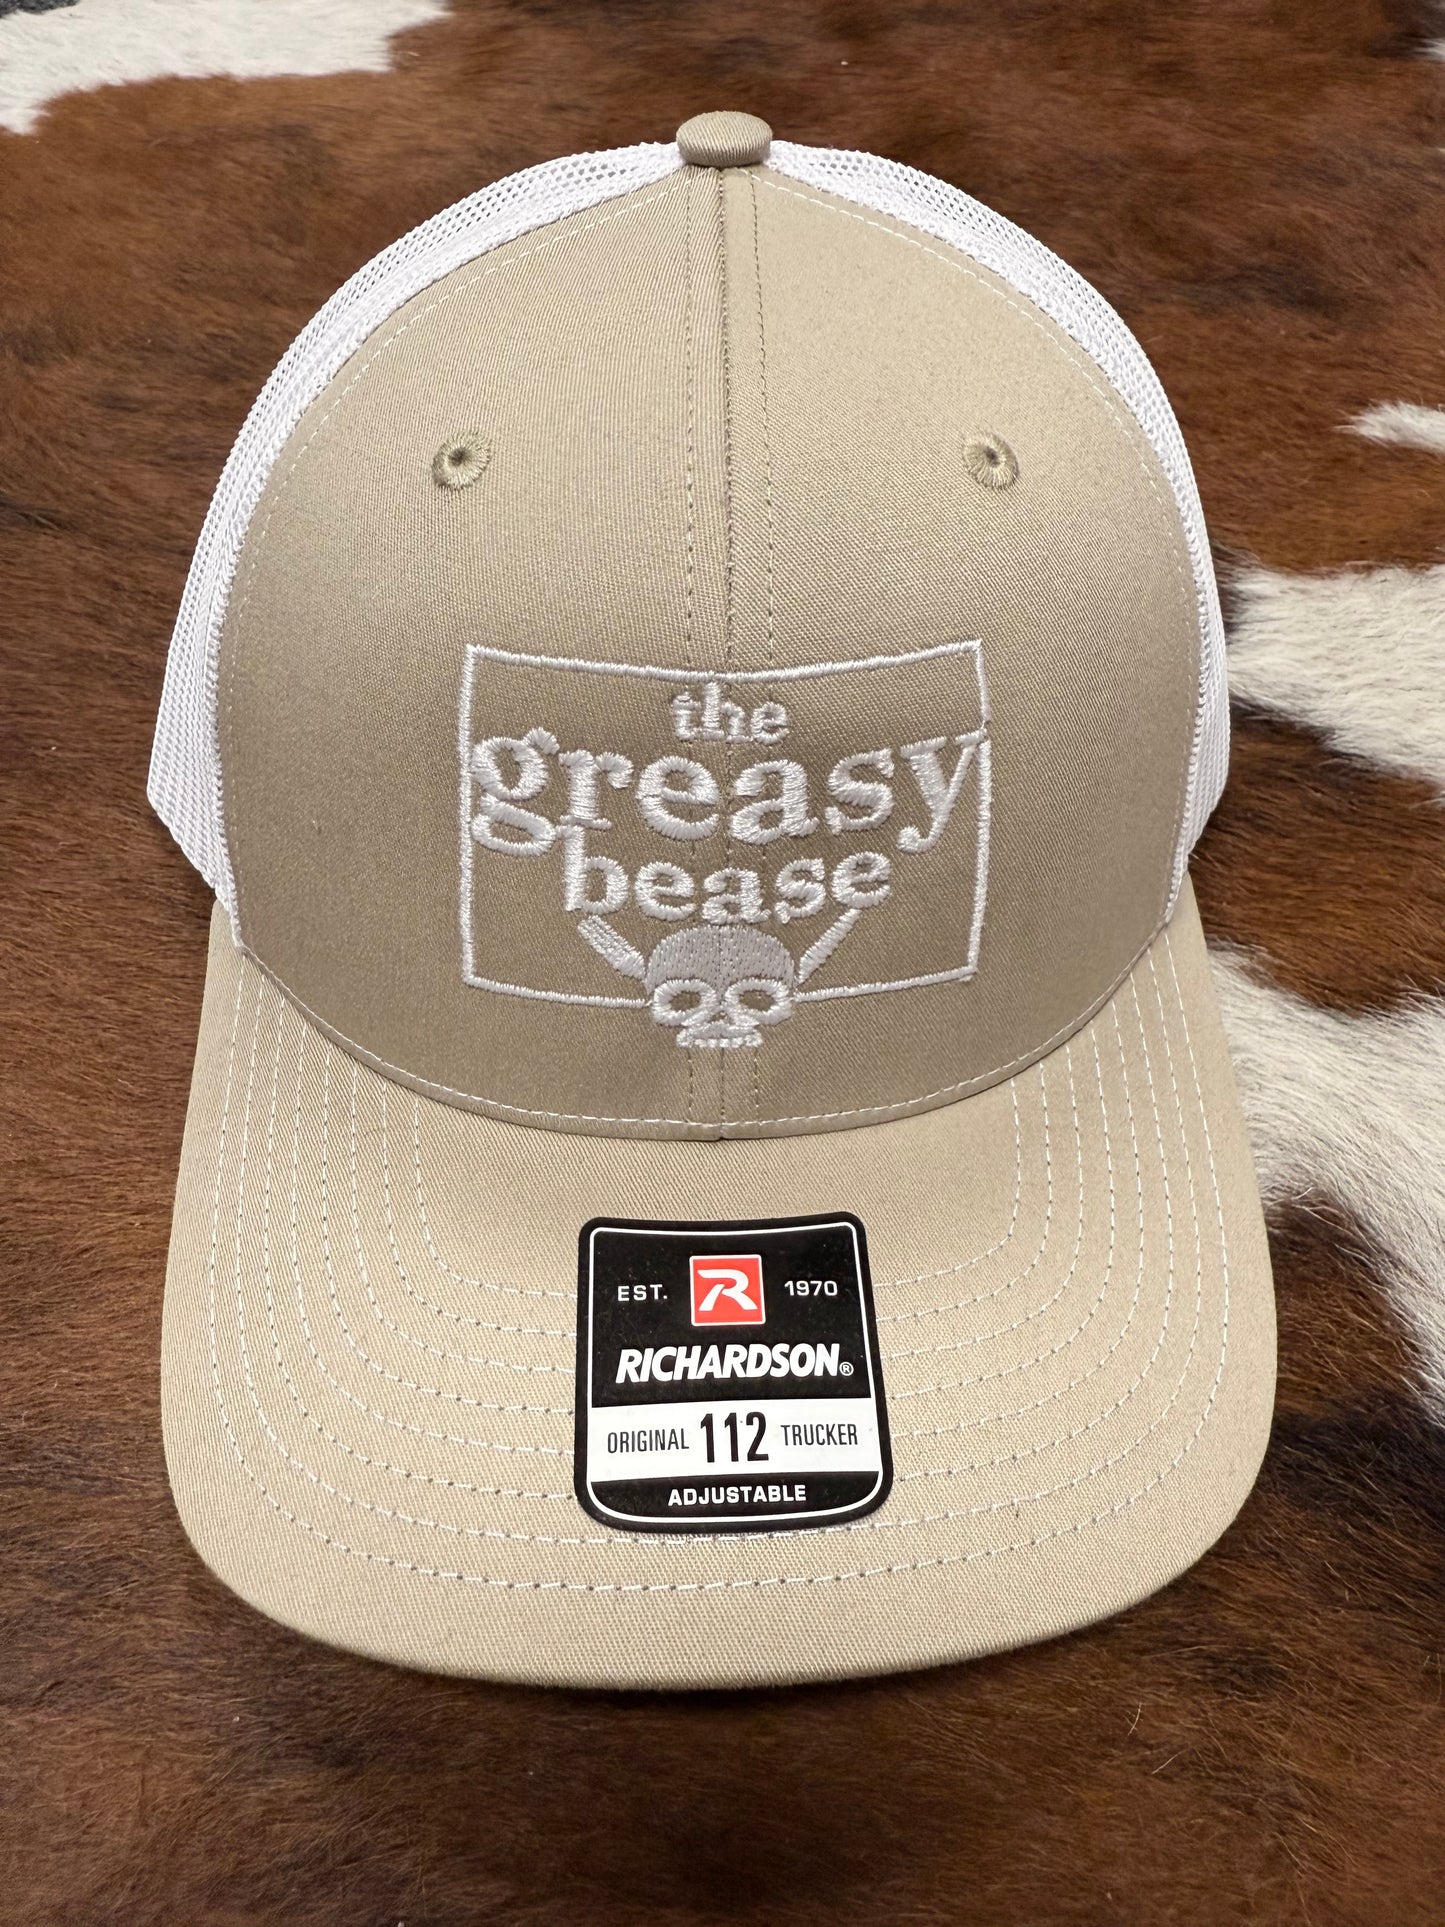 the
greasy
bease
EST. R 1970
RICHARDSON®
ORIGINAL 112 TRUCKER
ADJUSTABLE